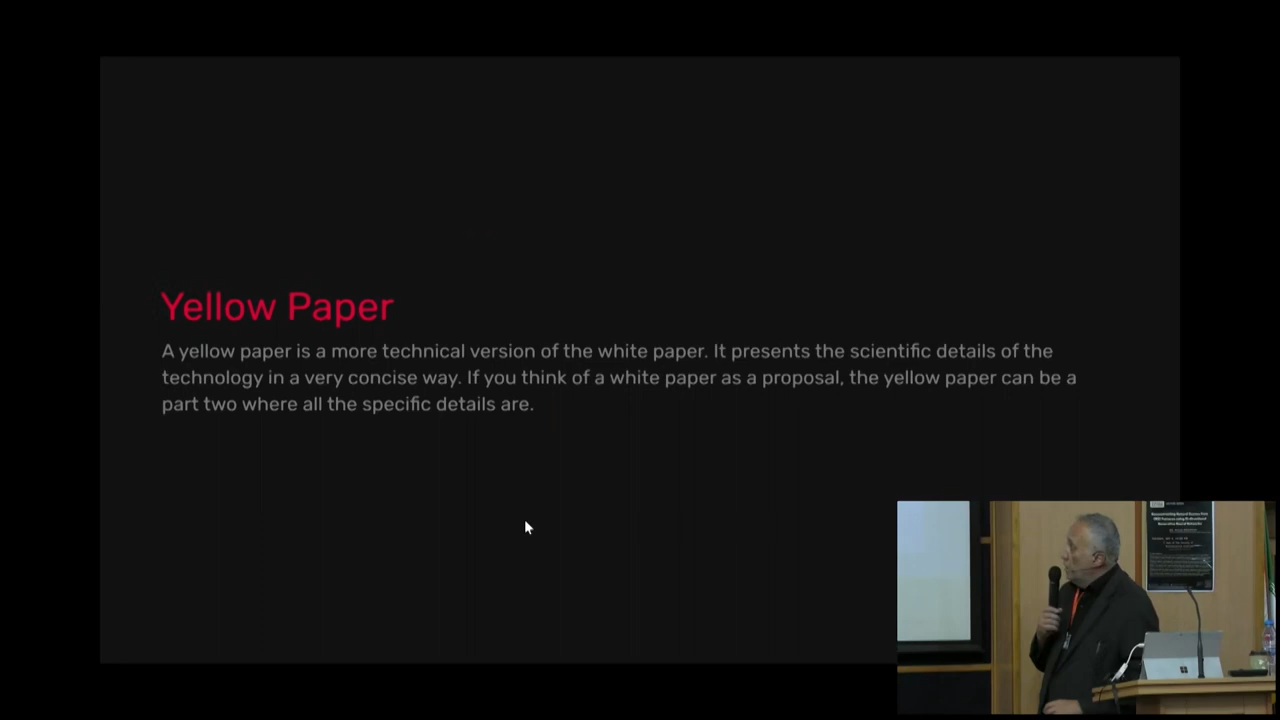 Yellow Paper
A yellow paper is a more technical version of the white paper. It presents the scientific details of the
technology in a very concise way. If you think of a white paper as a proposal, the yellow paper can be a
part two where all the specific details are.